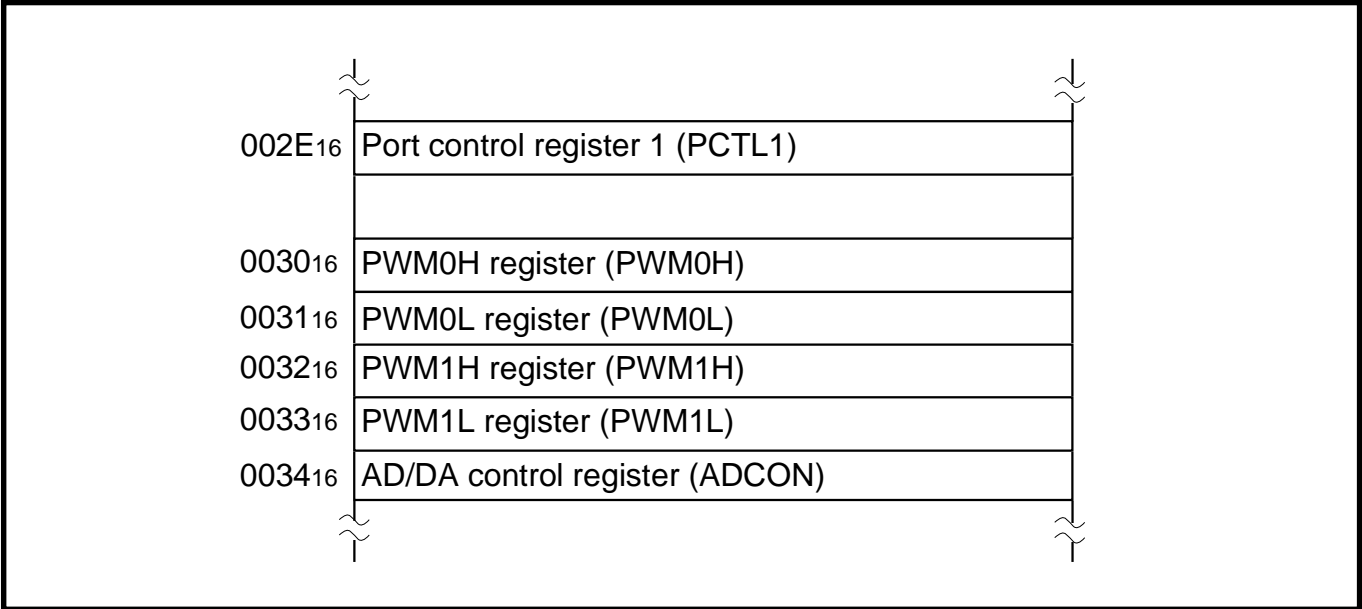 002E16 Port control register 1 (PCTL1)
003016 PWM0H register (PWM0H)
003116 PWM0L register (PWM0L)
003216 PWM1H register (PWM1H)
003316 PWM1L register (PWM1L)
003416 AD/DA control register (ADCON)